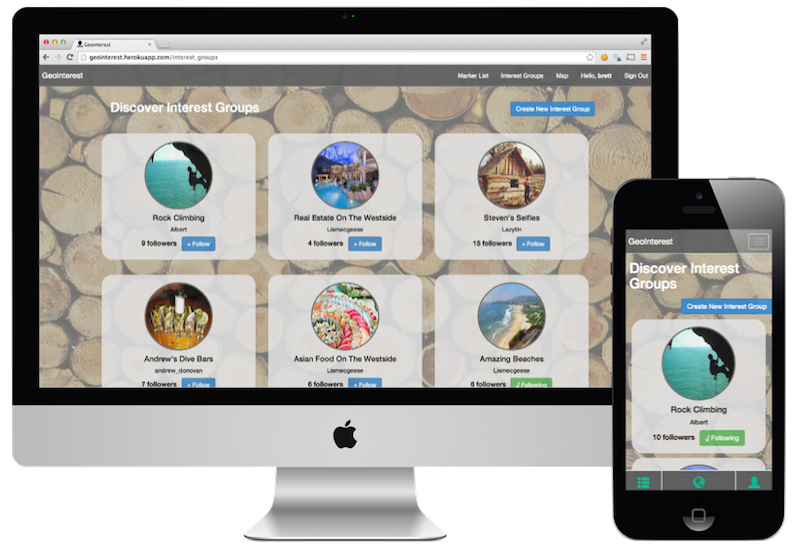 GeoInterest
geointerest.herokuapp.com/interest_groups
GeoInterest
Marker List
Interest Groups
Map
Hello, brett
Sign Out
Discover Interest Groups
Create New Interest Group
Rock Climbing
Albert
9 followers
+ Follow
Real Estate On The Westside
Lismecgeese
4 followers
+ Follow
Steven's Selfies
Lazytin
15 followers
+ Follow
Andrew's Dive Bars
andrew_donovan
7 followers
+ Follow
Asian Food On The Westside
Lismecgeese
6 followers
+ Follow
Amazing Beaches
Lismecgeese
6 followers
√ Following
GeoInterest
Discover Interest
Groups
Create New Interest Group
Rock Climbing
Albert
10 followers
√ Following